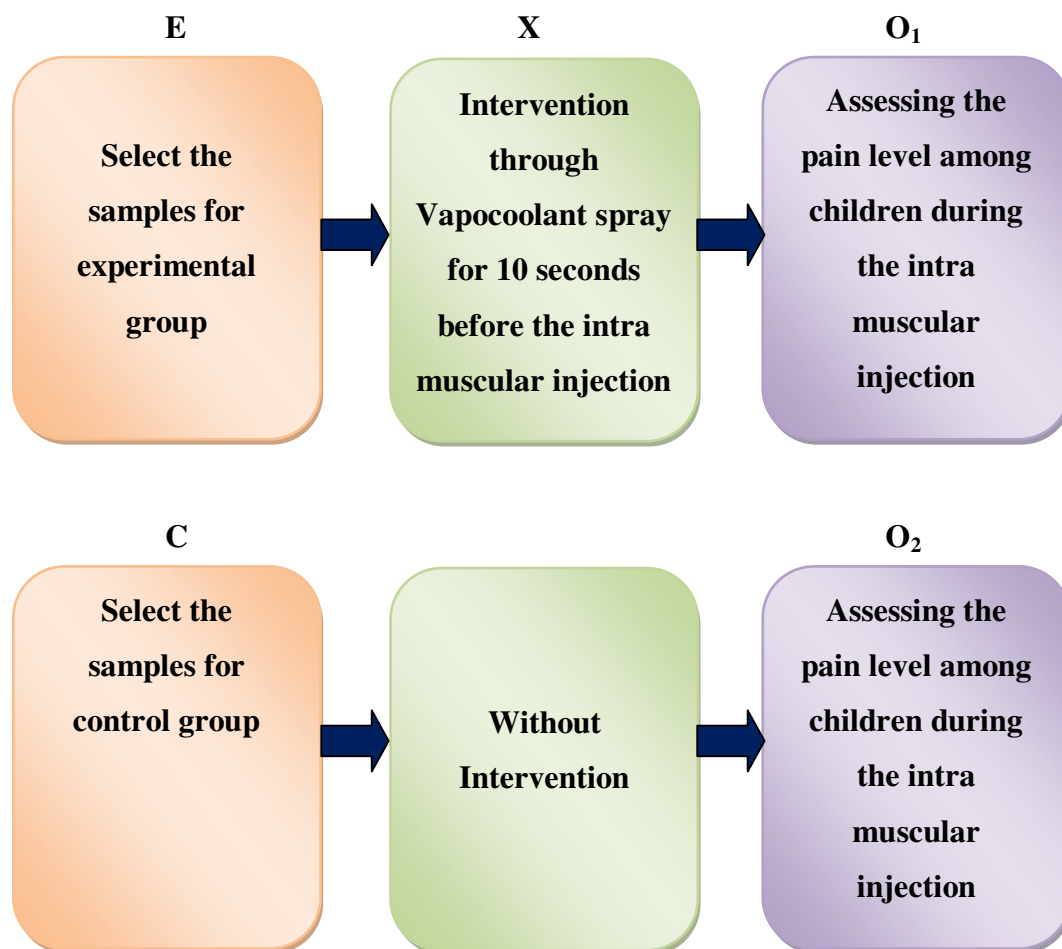 E
X
O₁
Select the
samples for
experimental
group
Intervention
through
Vapocoolant spray
for 10 seconds
before the intra
muscular injection
Assessing the
pain level among
children during
the intra
muscular
injection
C
O₂
Select the
samples for
control group
Without
Intervention
Assessing the
pain level among
children during
the intra
muscular
injection